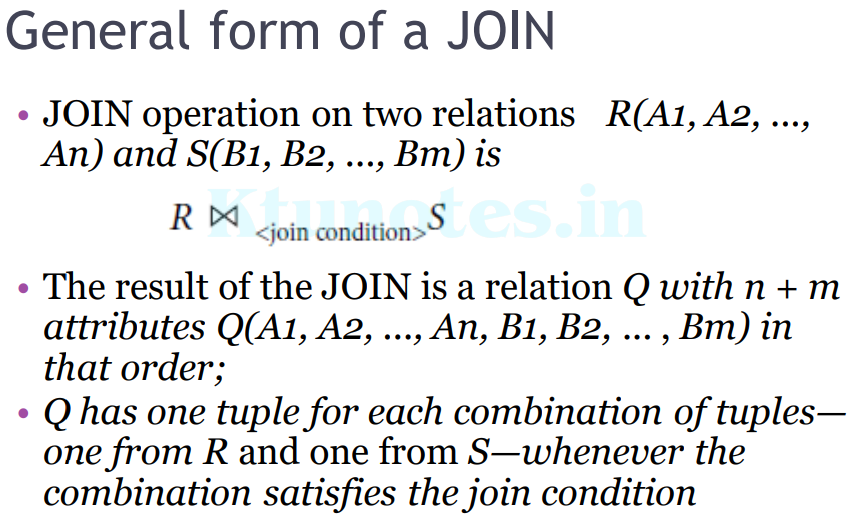 General form of a JOIN
• JOIN operation on two relations R(A1, A2, ...,
An) and S(B1, B2, ..., Bm) is
Ktunotes.in
R ⋈ <join condition> S
• The result of the JOIN is a relation Q with n + m
attributes Q(A1, A2, ..., An, B1, B2, ... , Bm) in
that order;
• Q has one tuple for each combination of tuples—
one from R and one from S—whenever the
combination satisfies the join condition